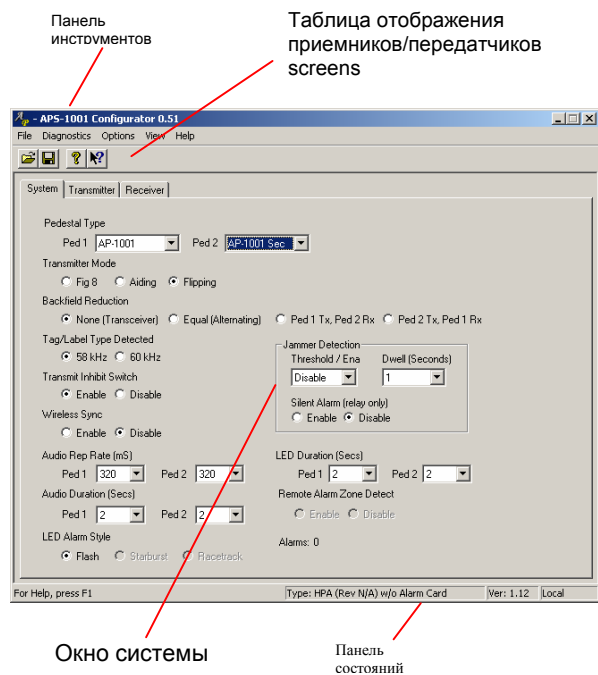 Панель
инструментов
Таблица отображения
приемников/передатчиков
screens
- APS-1001 Configurator 0.51
File Diagnostics Options View Help
System Transmitter Receiver
Pedestal Type
Ped 1 AP-1001 Ped 2 AP-1001 Sec
Transmitter Mode
Fig 8 Aiding Flipping
Backfield Reduction
None (Transceiver) Equal (Alternating) Ped 1 Tx, Ped 2 Rx Ped 2 Tx, Ped 1 Rx
Tag/Label Type Detected
58 kHz 60 kHz
Jammer Detection
Threshold / Ena Dwell (Seconds)
Disable 1
Transmit Inhibit Switch
Enable Disable
Silent Alarm (relay only)
Enable Disable
Wireless Sync
Enable Disable
Audio Rep Rate (mS) LED Duration (Secs)
Ped 1 320 Ped 2 320 Ped 1 2 Ped 2 2
Audio Duration (Secs) Remote Alarm Zone Detect
Ped 1 2 Ped 2 2 Enable Disable
LED Alarm Style
Alarms: 0
Flash Starburst Racetrack
For Help, press F1 Type: HPA (Rev N/A) w/o Alarm Card Ver: 1.12 Local
Окно системы
Панель
состояний